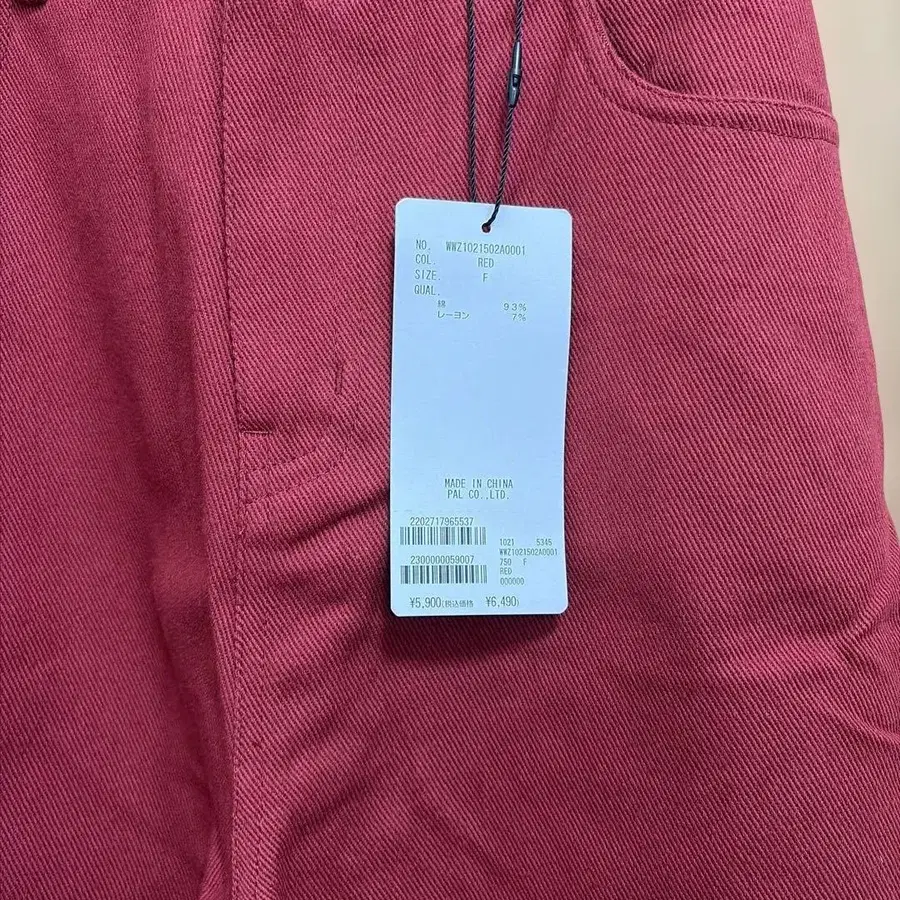 NO. WWZ1021502A0001
COL. RED
SIZE. F
QUAL.
綿 93%
レーヨン 7%
MADE IN CHINA
PAL CO.,LTD.
2202717965537
2300000059007
1021 5345
WWZ1021502A0001
750 F
RED
000000
¥5,900(税込価格 ¥6,490)